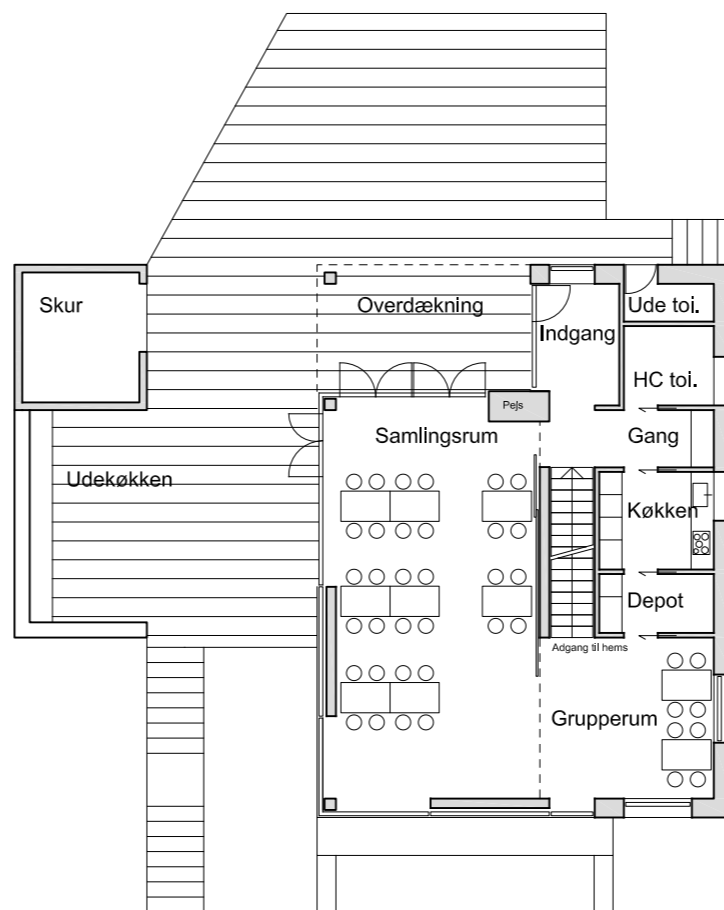 Skur
Overdækning
Indgang
Ude toi.
HC toi.
Pejs
Samlingsrum
Gang
Udekøkken
Køkken
Depot
Adgang til hems
Grupperum